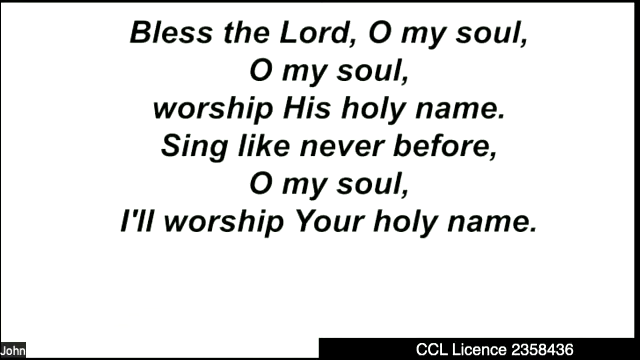 Bless the Lord, O my soul,
O my soul,
worship His holy name.
Sing like never before,
O my soul,
I'll worship Your holy name.
John
CCL Licence 2358436